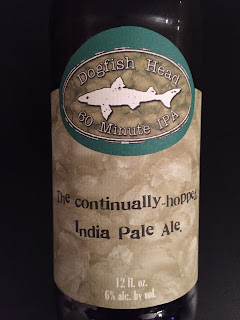 Dogfish Head
60 Minute IPA
The continually-hopped
India Pale Ale.
12 fl. oz.
6% alc. by vol.